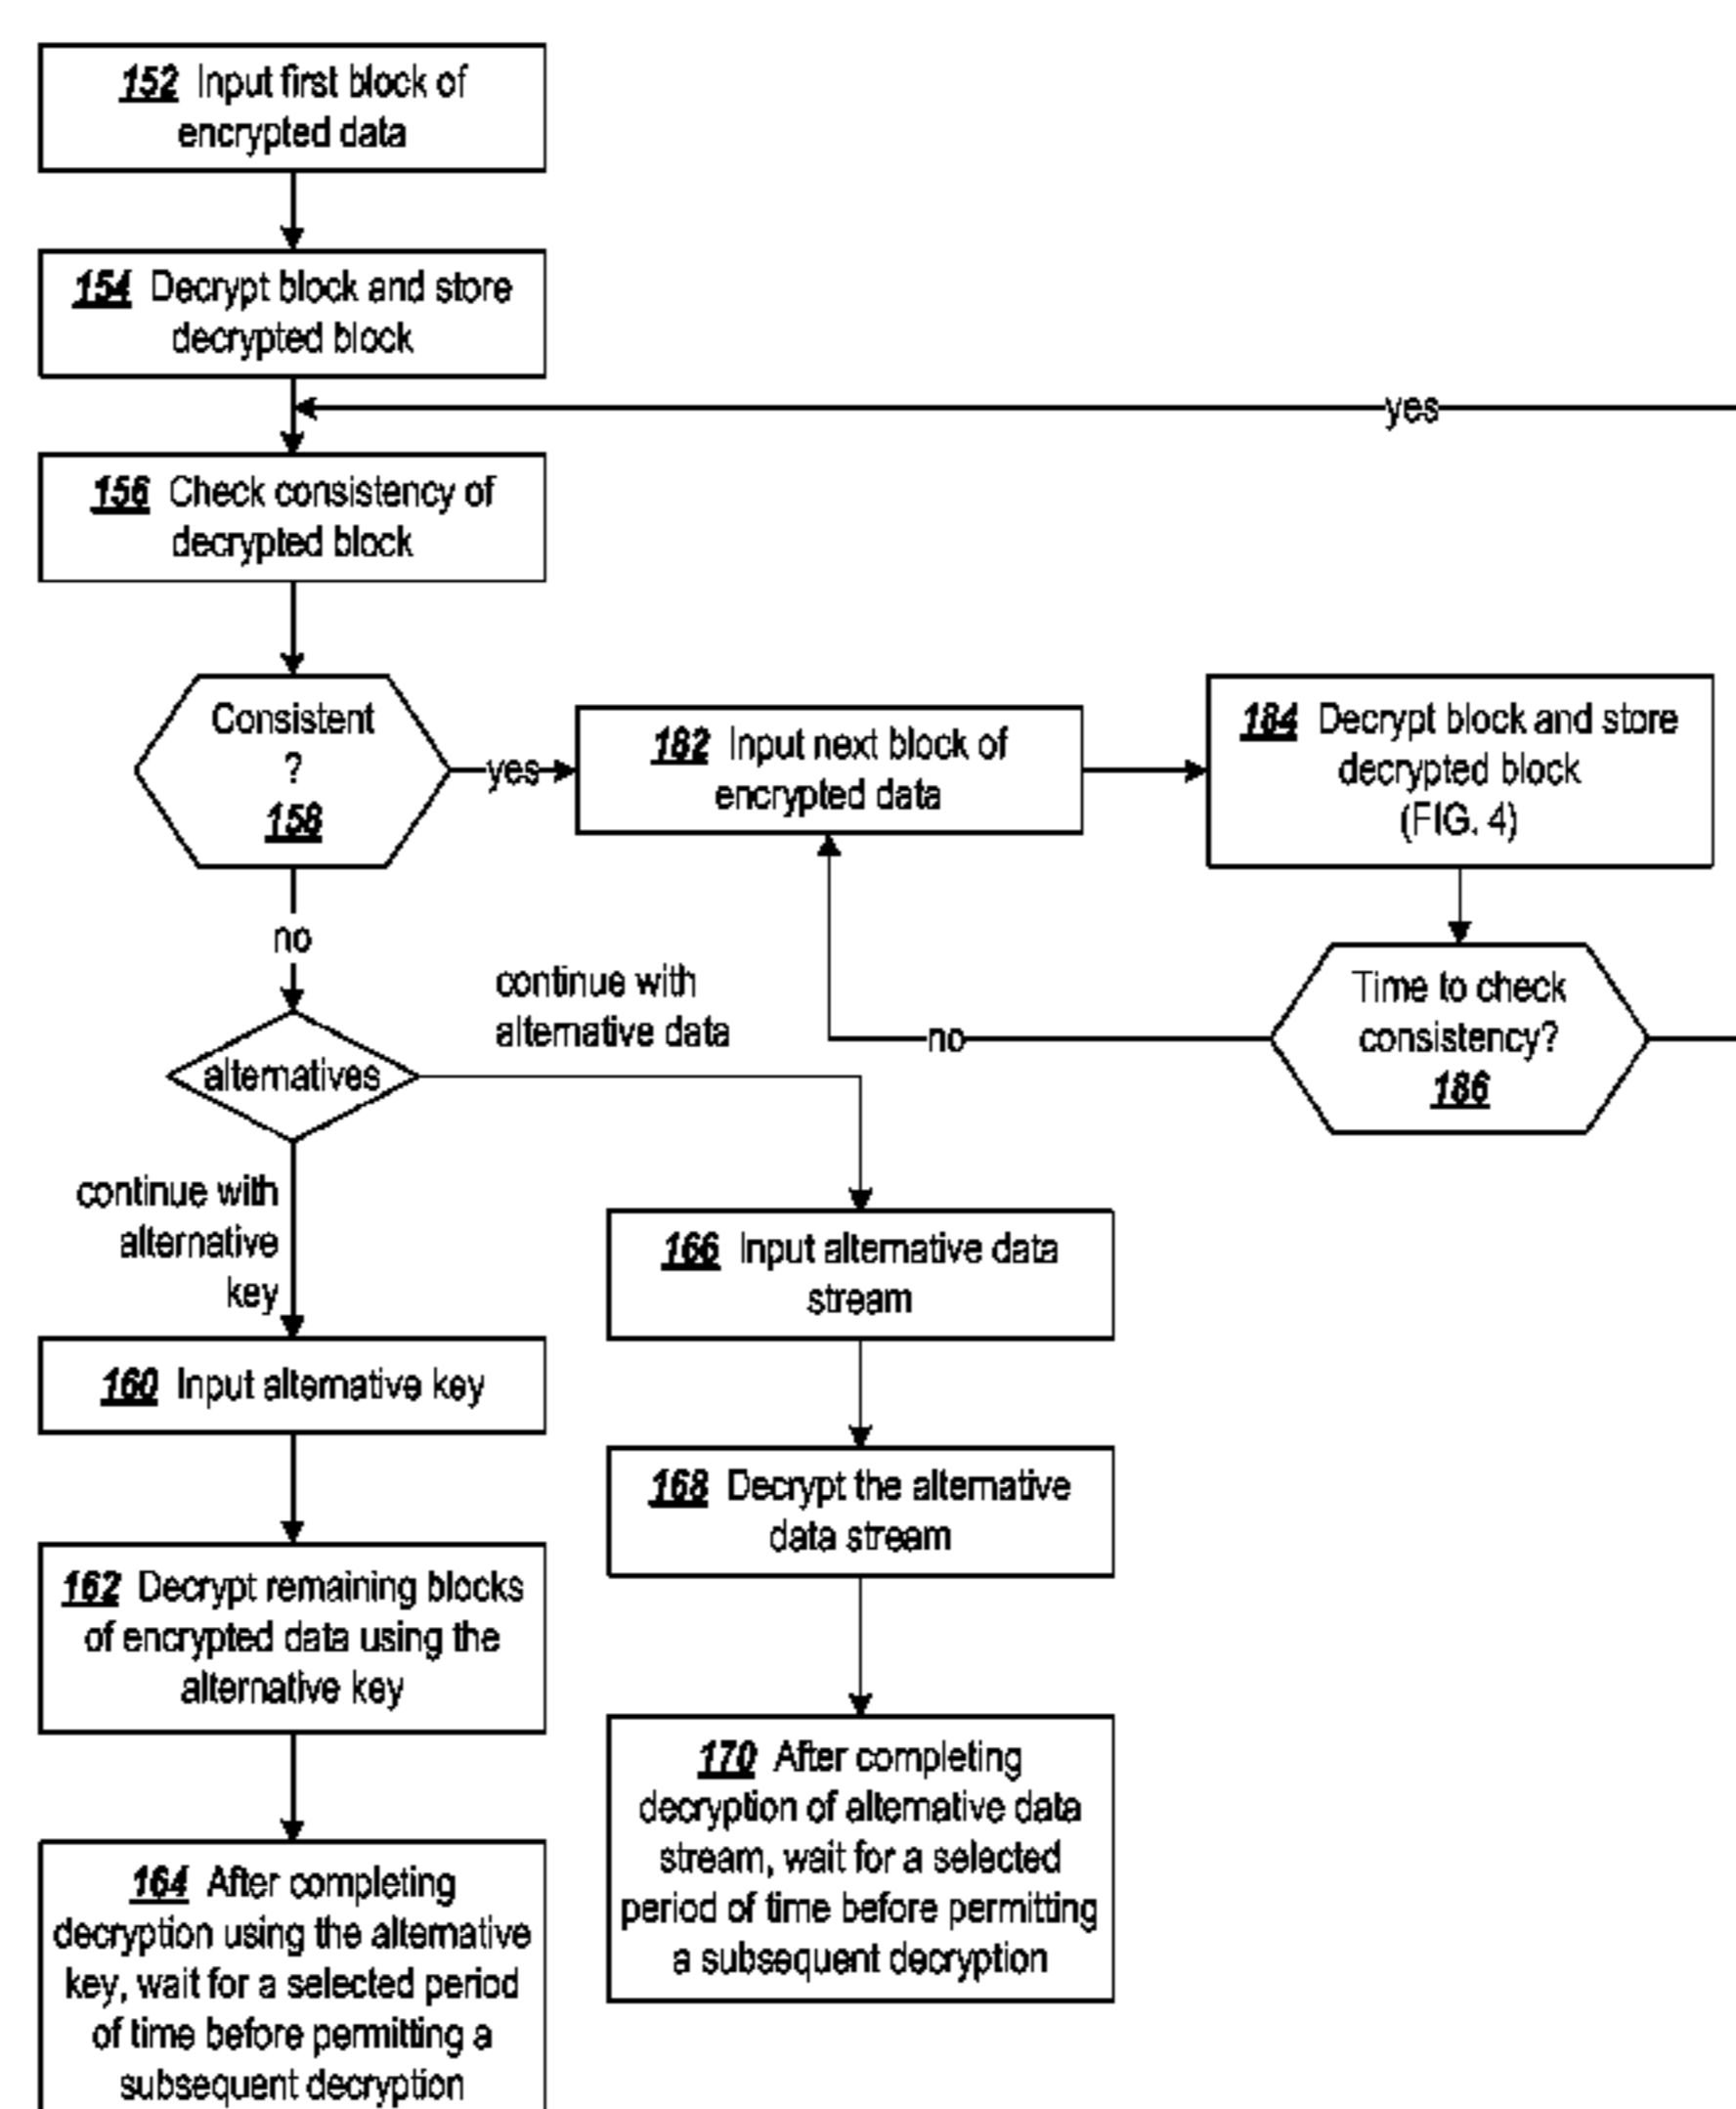 152 Input first block of
encrypted data
154 Decrypt block and store
decrypted block
yes
156 Check consistency of
decrypted block
Consistent
?
158
yes
182 Input next block of
encrypted data
184 Decrypt block and store
decrypted block
(FIG. 4)
no
Time to check
consistency?
186
no
alternatives
continue with
alternative data
continue with
alternative
key
166 Input alternative data
stream
160 Input alternative key
168 Decrypt the alternative
data stream
162 Decrypt remaining blocks
of encrypted data using the
alternative key
170 After completing
decryption of alternative data
stream, wait for a selected
period of time before permitting
a subsequent decryption
164 After completing
decryption using the alternative
key, wait for a selected period
of time before permitting a
subsequent decryption